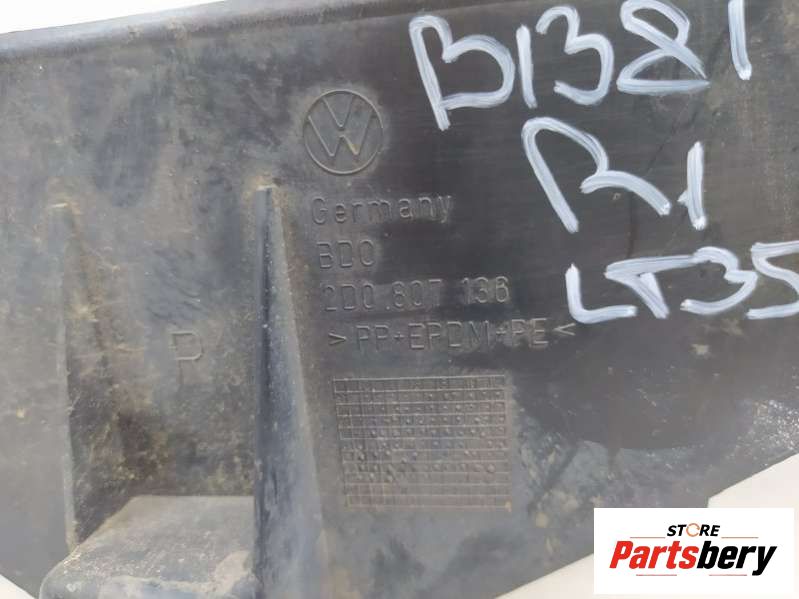 B1381
R1
LT35
VW
Germany
BDO
2D0.807 136
>PP+EPDM+PE<
R
STORE
Partsbery